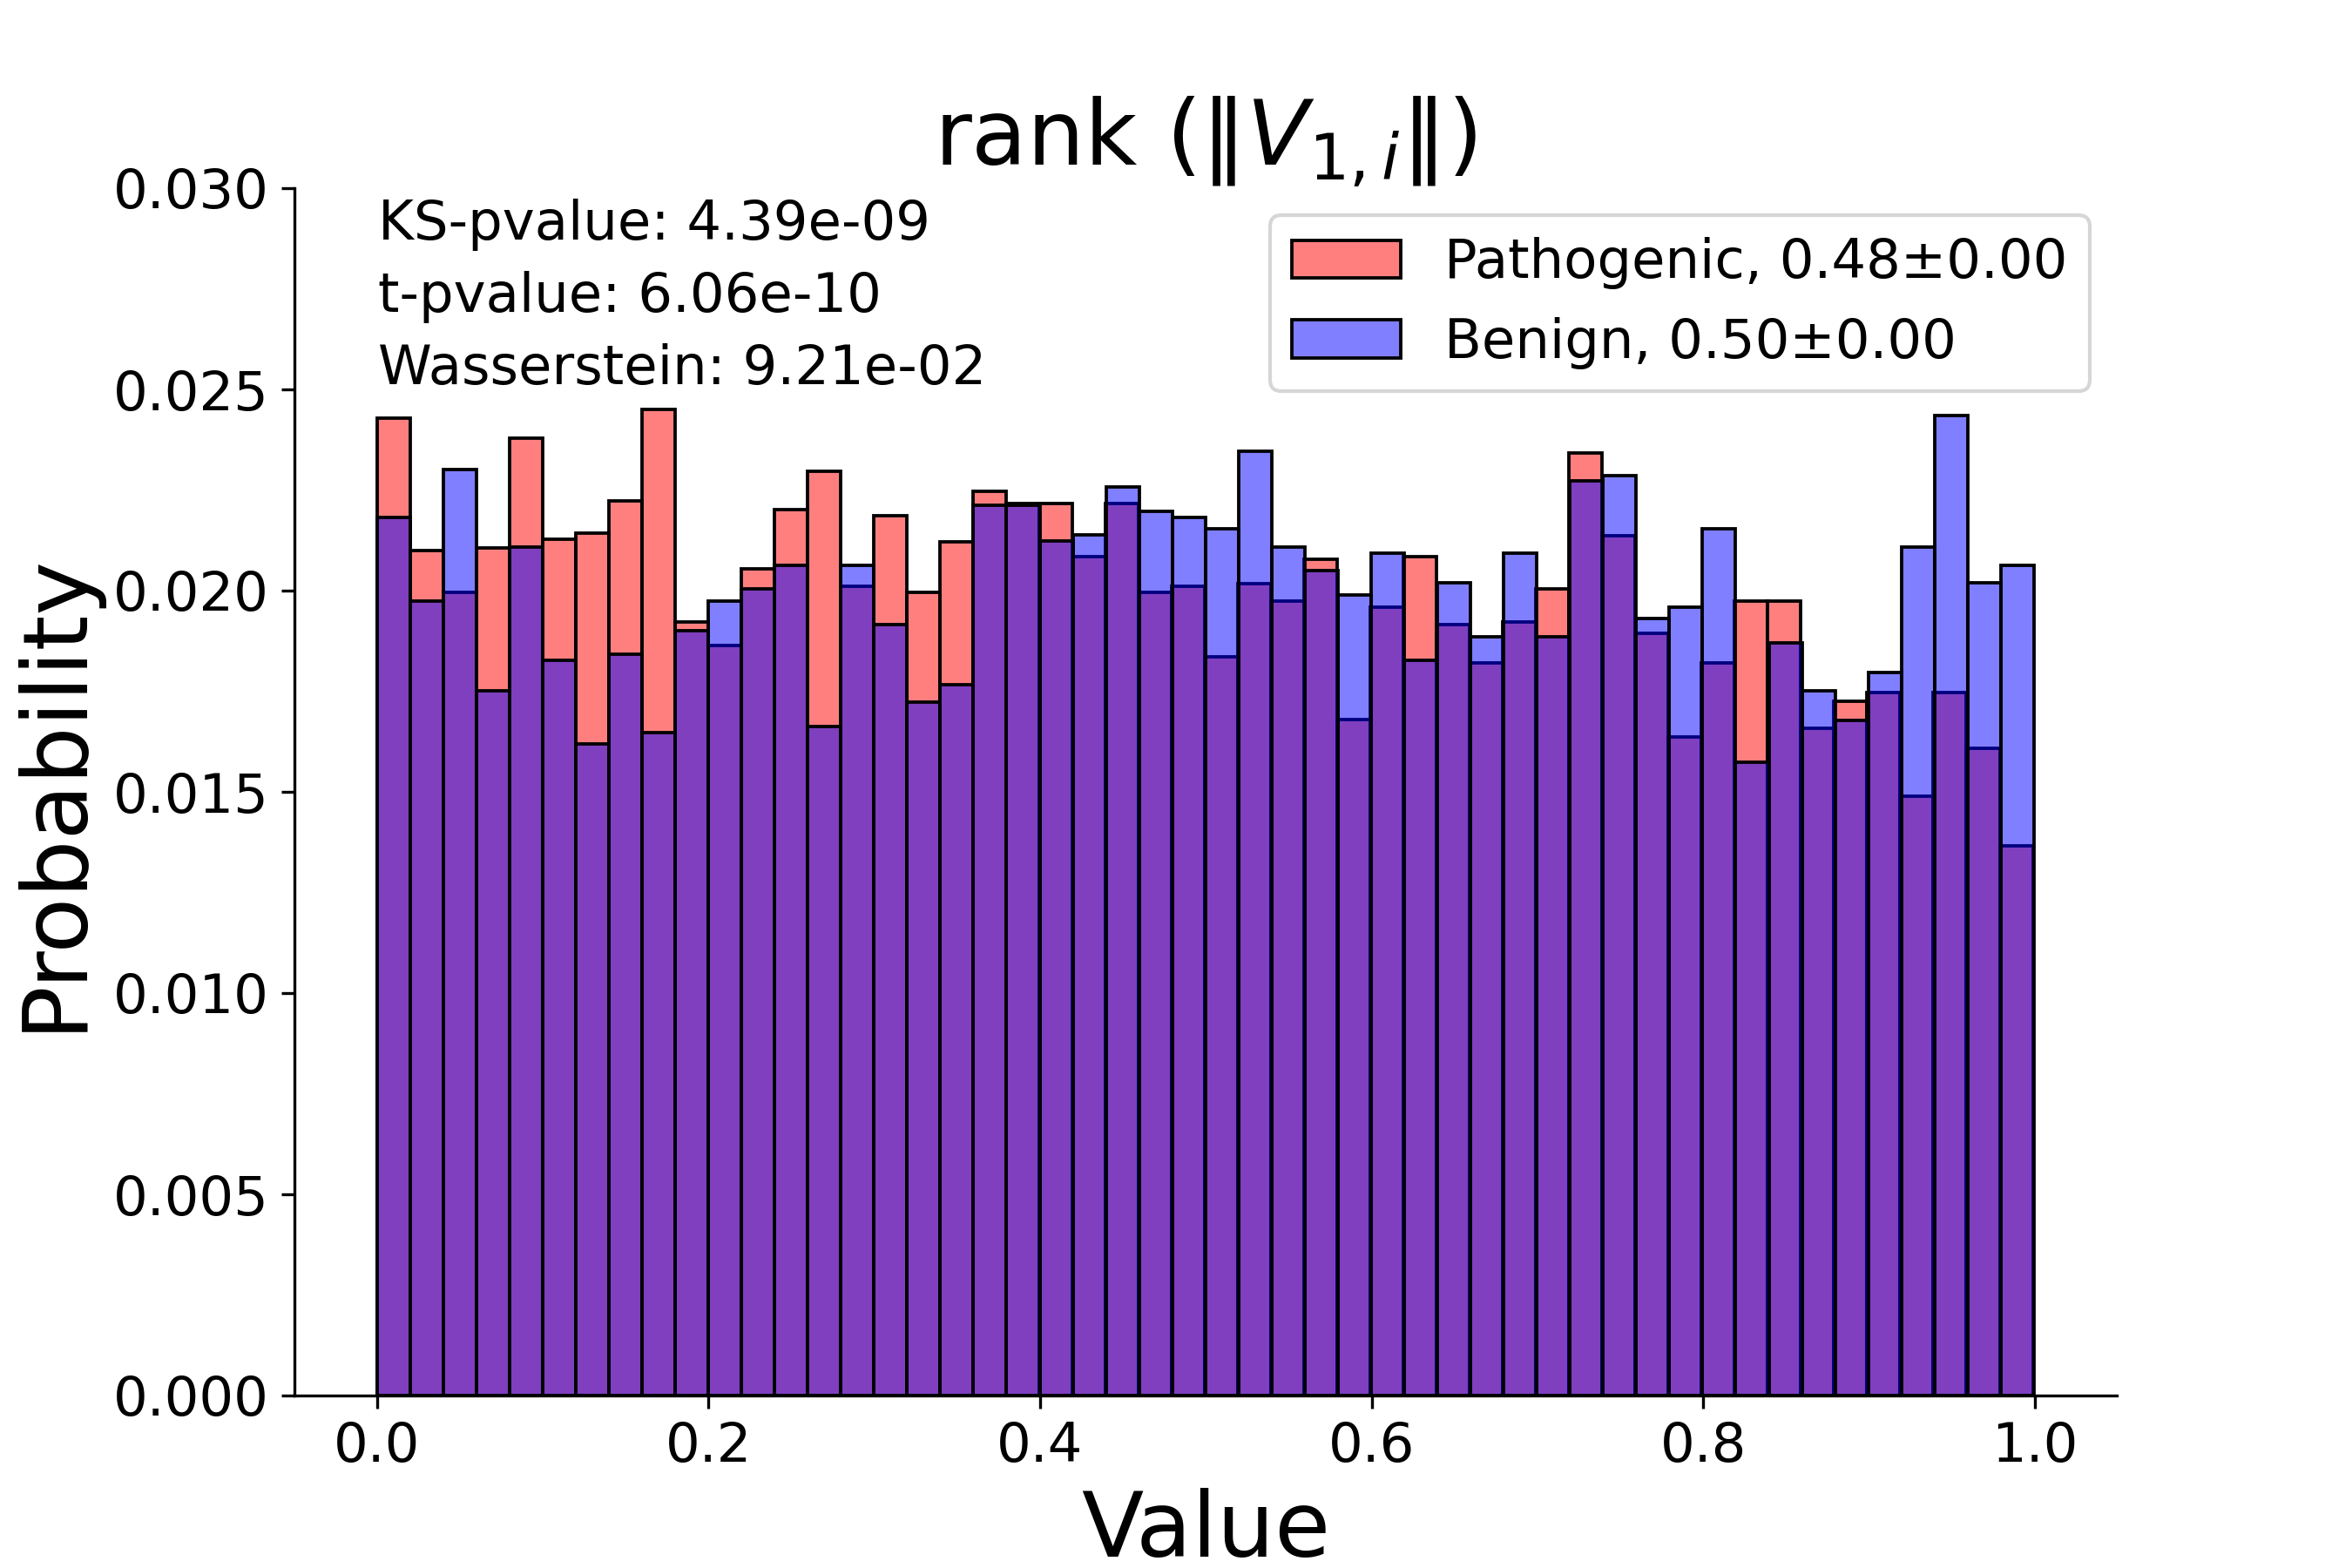 rank (‖V₁,ᵢ‖)
KS-pvalue: 4.39e-09
t-pvalue: 6.06e-10
Wasserstein: 9.21e-02
Pathogenic, 0.48±0.00
Benign, 0.50±0.00
Probability
0.030
0.025
0.020
0.015
0.010
0.005
0.000
0.0 0.2 0.4 0.6 0.8 1.0
Value